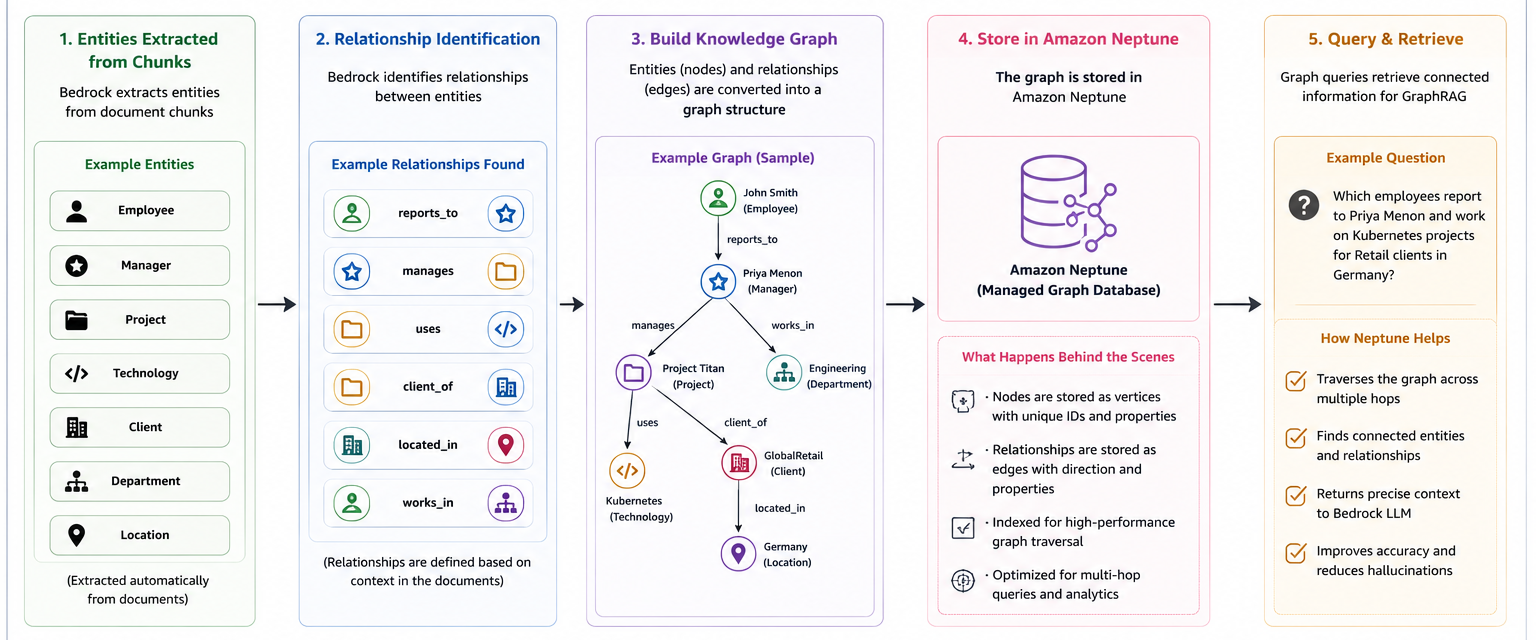 1. Entities Extracted
from Chunks
Bedrock extracts entities
from document chunks
Example Entities
Employee
Manager
Project
Technology
Client
Department
Location
(Extracted automatically
from documents)
2. Relationship Identification
Bedrock identifies relationships
between entities
Example Relationships Found
reports_to
manages
uses
client_of
located_in
works_in
(Relationships are defined based on
context in the documents)
3. Build Knowledge Graph
Entities (nodes) and relationships
(edges) are converted into a
graph structure
Example Graph (Sample)
John Smith
(Employee)
reports_to
Priya Menon
(Manager)
manages
works_in
Project Titan
(Project)
Engineering
(Department)
uses
client_of
GlobalRetail
(Client)
Kubernetes
(Technology)
located_in
Germany
(Location)
4. Store in Amazon Neptune
The graph is stored in
Amazon Neptune
Amazon Neptune
(Managed Graph Database)
What Happens Behind the Scenes
· Nodes are stored as vertices
with unique IDs and properties
· Relationships are stored as
edges with direction and
properties
· Indexed for high-performance
graph traversal
· Optimized for multi-hop
queries and analytics
5. Query & Retrieve
Graph queries retrieve connected
information for GraphRAG
Example Question
Which employees report
to Priya Menon and work
on Kubernetes projects
for Retail clients in
Germany?
How Neptune Helps
Traverses the graph across
multiple hops
Finds connected entities
and relationships
Returns precise context
to Bedrock LLM
Improves accuracy and
reduces hallucinations